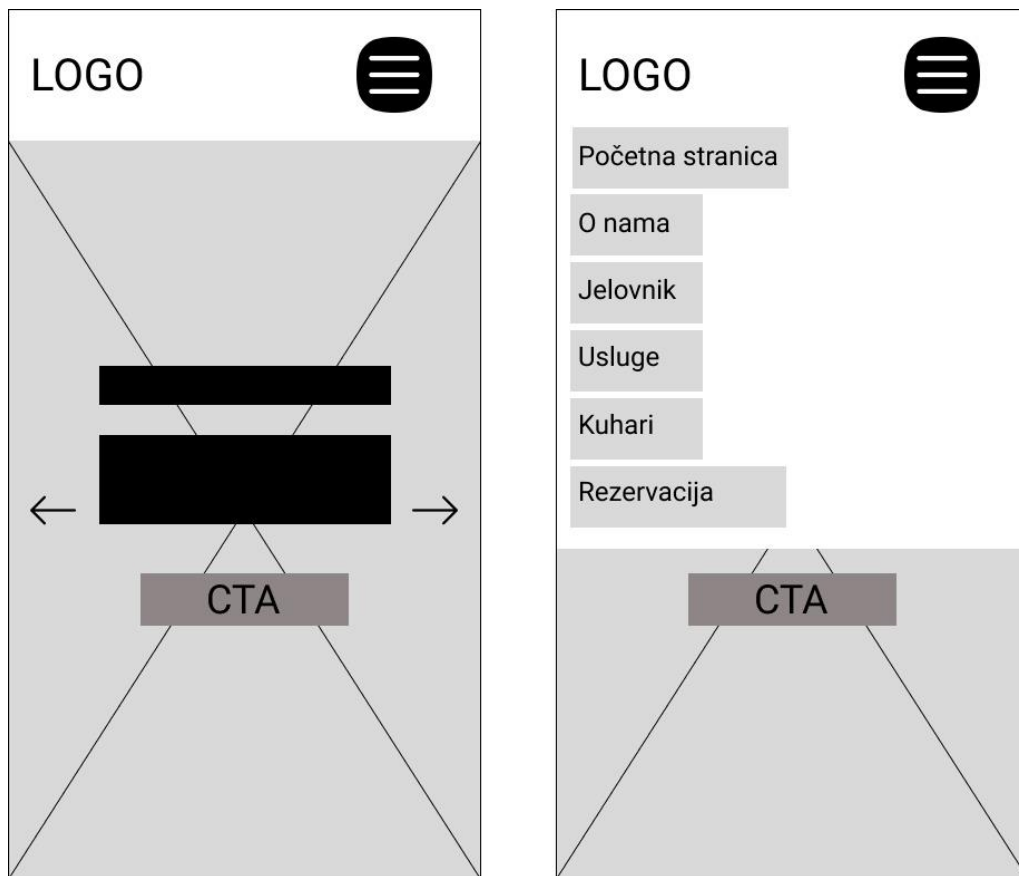 LOGO
CTA
LOGO
Početna stranica
O nama
Jelovnik
Usluge
Kuhari
Rezervacija
CTA